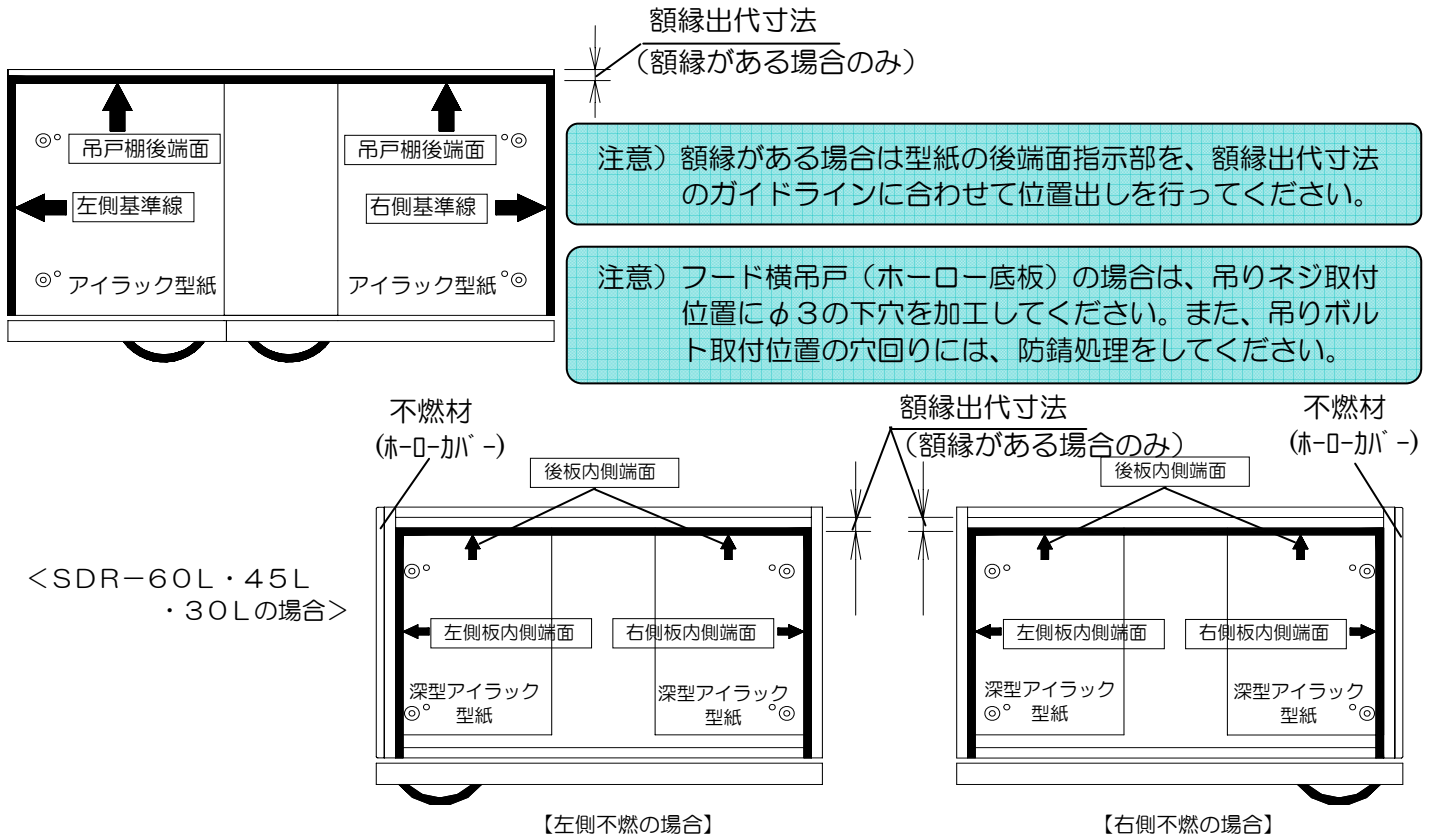 額縁出代寸法
（額縁がある場合のみ）
吊戸棚後端面
吊戸棚後端面
左側基準線
右側基準線
アイラック型紙
アイラック型紙
注意）額縁がある場合は型紙の後端面指示部を、額縁出代寸法
のガイドラインに合わせて位置出しを行ってください。
注意）フード横吊戸（ホーロー底板）の場合は、吊りネジ取付
位置にφ３の下穴を加工してください。また、吊りボル
ト取付位置の穴回りには、防錆処理をしてください。
不燃材
(ﾎｰﾛｰｶﾊﾞｰ)
額縁出代寸法
（額縁がある場合のみ）
不燃材
(ﾎｰﾛｰｶﾊﾞｰ)
後板内側端面
後板内側端面
＜ＳＤＲ－６０Ｌ・４５Ｌ
・３０Ｌの場合＞
左側板内側端面
右側板内側端面
左側板内側端面
右側板内側端面
深型アイラック
型紙
深型アイラック
型紙
深型アイラック
型紙
深型アイラック
型紙
【左側不燃の場合】
【右側不燃の場合】